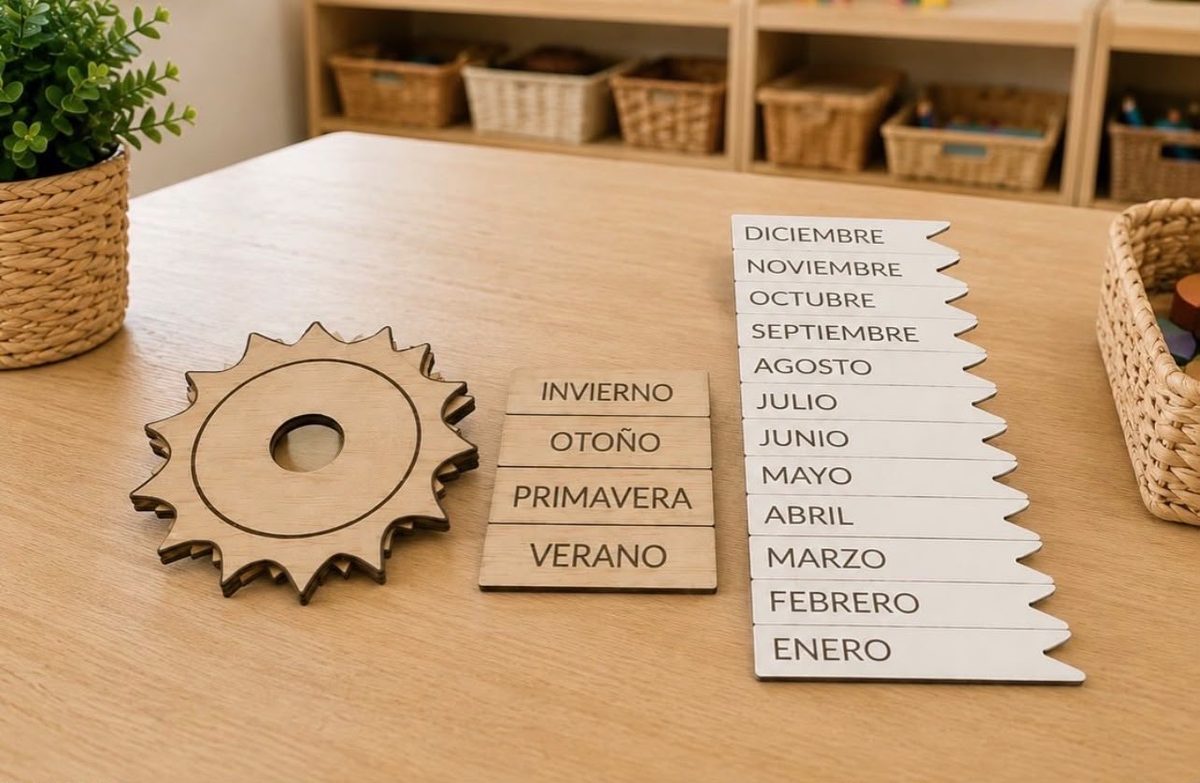 INVIERNO
OTOÑO
PRIMAVERA
VERANO
DICIEMBRE
NOVIEMBRE
OCTUBRE
SEPTIEMBRE
AGOSTO
JULIO
JUNIO
MAYO
ABRIL
MARZO
FEBRERO
ENERO